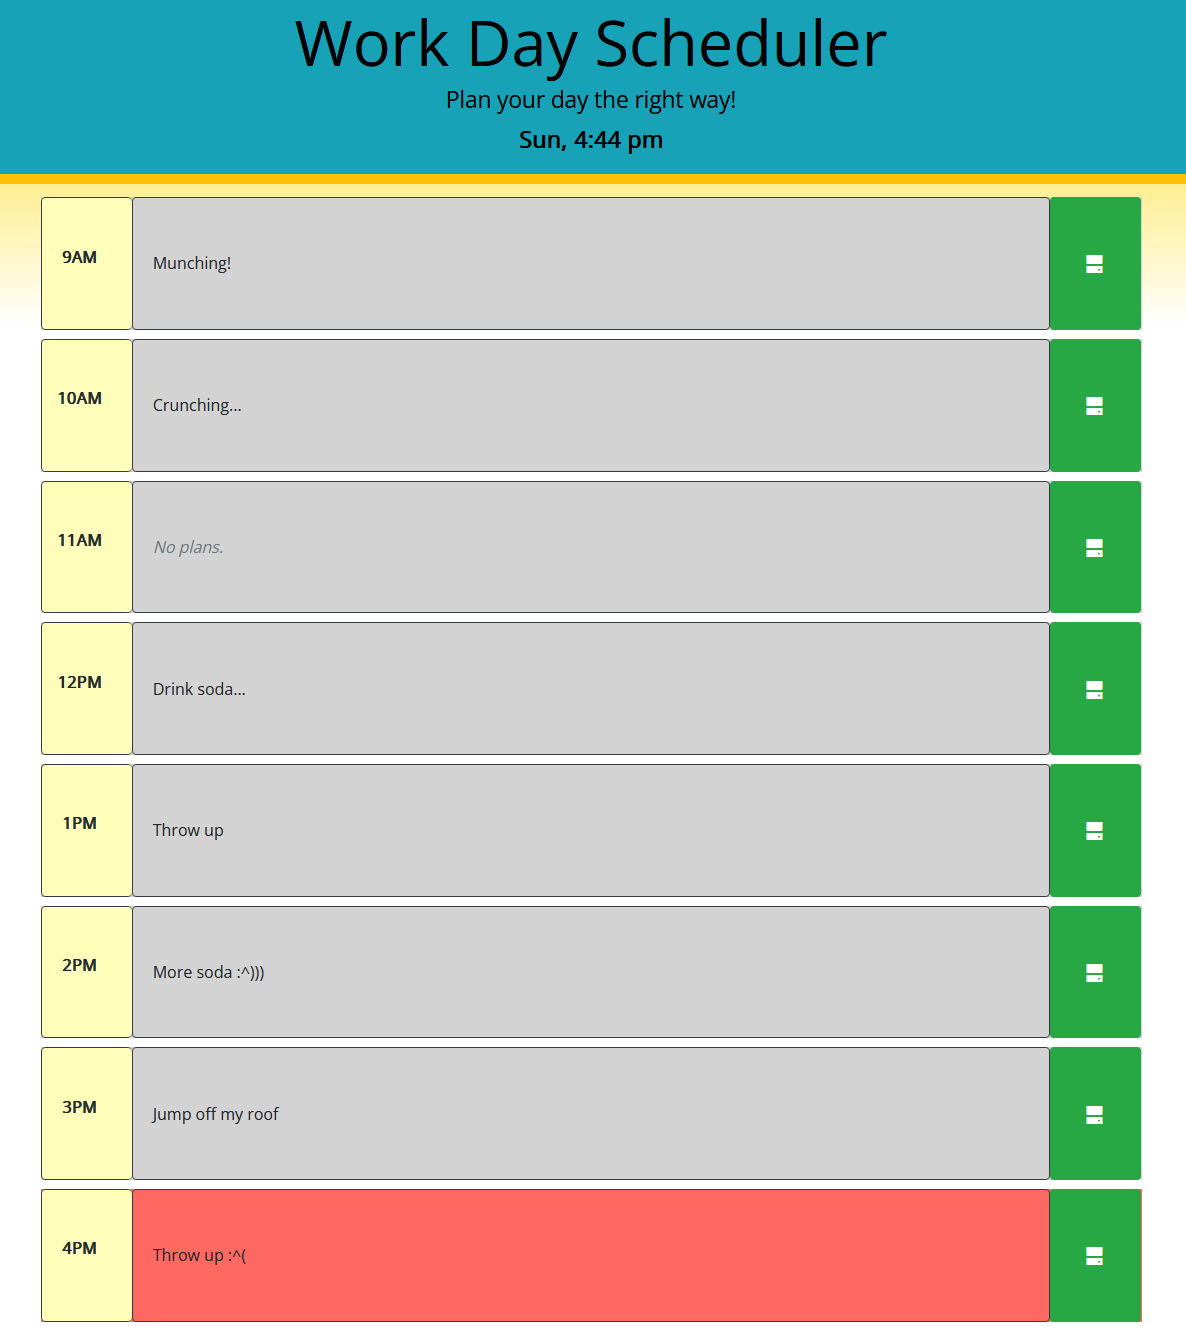 Work Day Scheduler
Plan your day the right way!
Sun, 4:44 pm
9AM
Munching!
10AM
Crunching...
11AM
No plans.
12PM
Drink soda...
1PM
Throw up
2PM
More soda :^)))
3PM
Jump off my roof
4PM
Throw up :^(